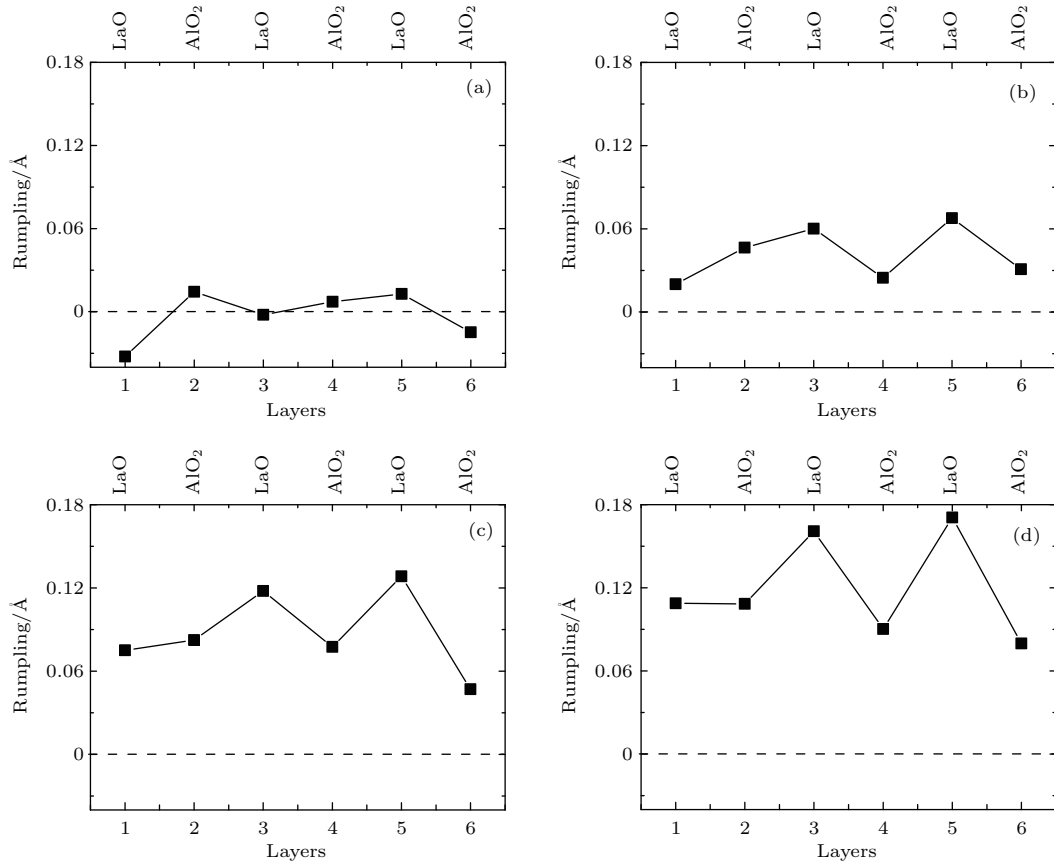 LaO AlO₂ LaO AlO₂ LaO AlO₂
0.18
(a)
0.12
Rumpling/Å
0.06
0
1 2 3 4 5 6
Layers
LaO AlO₂ LaO AlO₂ LaO AlO₂
0.18
(b)
0.12
Rumpling/Å
0.06
0
1 2 3 4 5 6
Layers
LaO AlO₂ LaO AlO₂ LaO AlO₂
0.18
(c)
0.12
Rumpling/Å
0.06
0
1 2 3 4 5 6
Layers
LaO AlO₂ LaO AlO₂ LaO AlO₂
0.18
(d)
0.12
Rumpling/Å
0.06
0
1 2 3 4 5 6
Layers